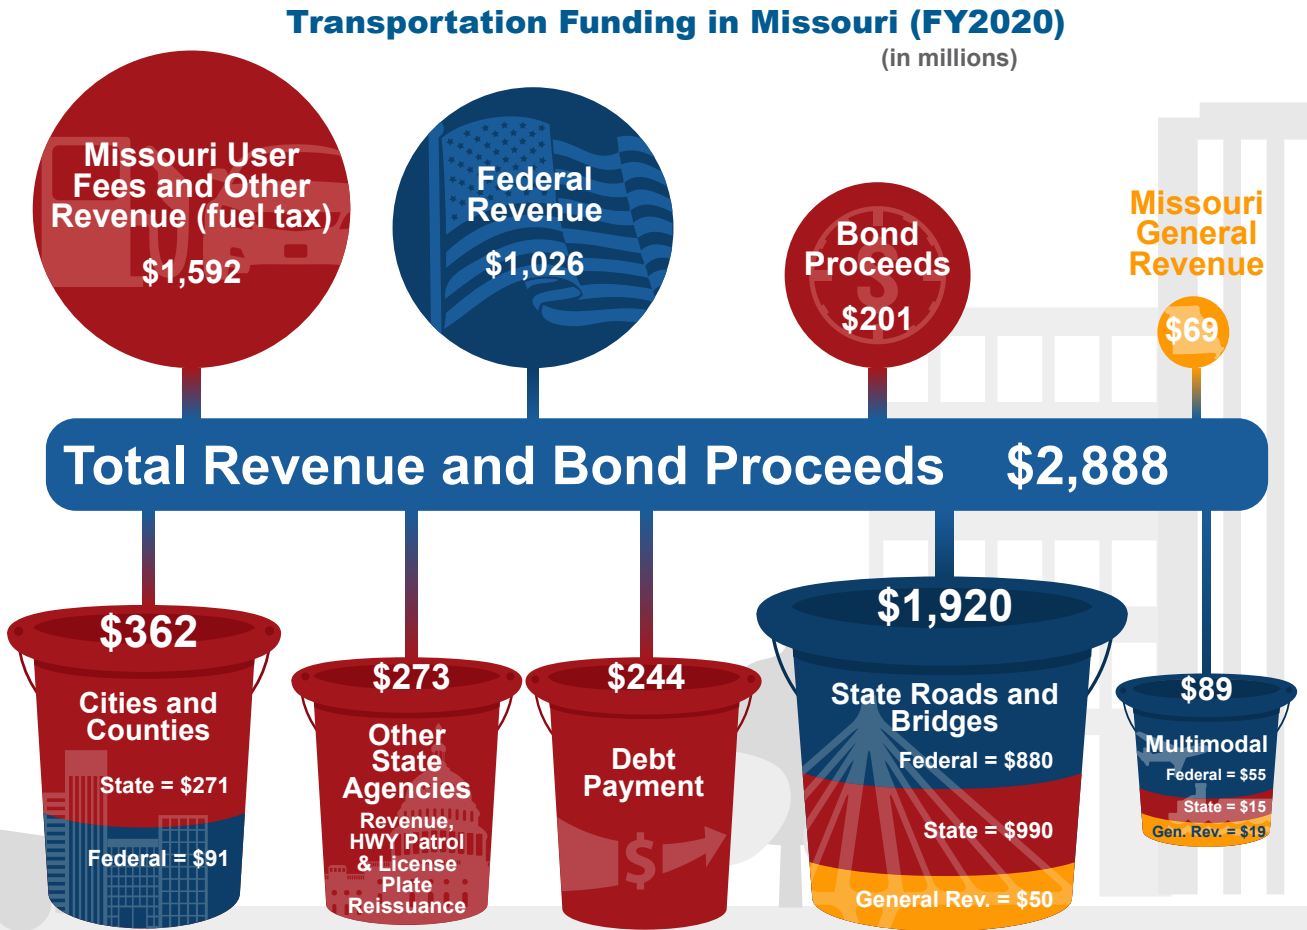 Transportation Funding in Missouri (FY2020)
(in millions)
Missouri User
Fees and Other
Revenue (fuel tax)
$1,592
Federal
Revenue
$1,026
Bond
Proceeds
$
$201
Missouri
General
Revenue
$69
Total Revenue and Bond Proceeds $2,888
$362
Cities and
Counties
State = $271
Federal = $91
$273
Other
State
Agencies
Revenue,
HWY Patrol
& License
Plate
Reissuance
$244
Debt
Payment
$
$1,920
State Roads and
Bridges
Federal = $880
State = $990
General Rev. = $50
$89
Multimodal
Federal = $55
State = $15
Gen. Rev. = $19